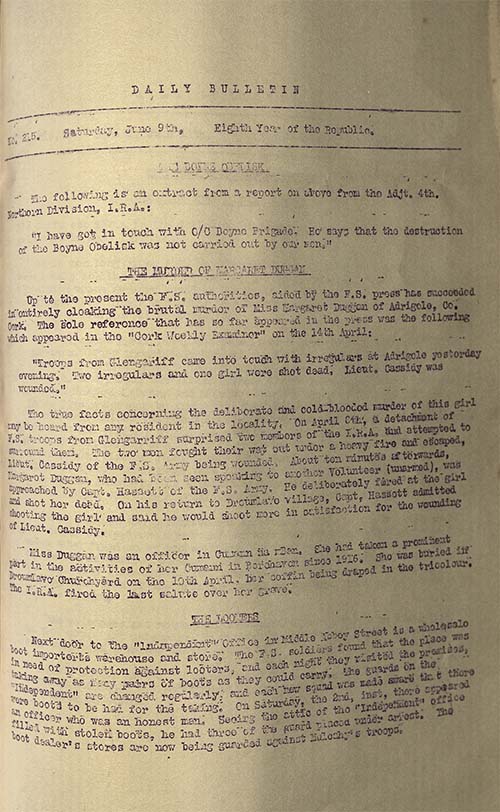 DAILY BULLETIN
No. 215. Saturday, June 9th, Eighth Year of the Republic.
BOYNE OBELISK
The following is an extract from a report on above from the Adjt. 4th.
Northern Division, I.R.A.:
"I have got in touch with O/C Boyne Brigade. He says that the destruction
of the Boyne Obelisk was not carried out by our men."
THE MURDER OF MARGARET DUGGAN
Up to the present the F.S. authorities, aided by the F.S. press has succeeded
in entirely cloaking the brutal murder of Miss Margaret Duggan of Adrigole, Co.
Cork. The sole reference that has so far appeared in the press was the following
which appeared in the "Cork Weekly Examiner" on the 14th April:
"Troops from Glengariff came into touch with irregulars at Adrigole yesterday
evening. Two irregulars and one girl were shot dead, Lieut. Cassidy was
wounded."
The true facts concerning the deliberate and cold-blooded murder of this girl
may be heard from any resident in the locality. On April 8th, a detachment of
F.S. troops from Glengarriff surprised two members of the I.R.A. and attempted to
surround them. The two men fought their way out under a heavy fire and escaped,
Lieut. Cassidy of the F.S. Army being wounded. About ten minutes afterwards,
Margaret Duggan, who had been seen speaking to another Volunteer (unarmed), was
approached by Capt. Hassett of the F.S. Army. He deliberately fired at the girl
and shot her dead. On his return to village, Capt, Hassett admitted
shooting the girl and said he would shoot more in satisfaction for the wounding
of Lieut. Cassidy.
Miss Duggan was an officer in Cumann na mBan. She had taken a prominent
part in the activities of her Cumann in Berehaven since 1916. She was buried in
Churchyard on the 10th April. her coffin being draped in the tricolour.
The I.R.A. fired the last salute over her grave.
THE LOOTERS
Next door to the "Independent" Office in Middle Abbey Street is a wholesale
boot importers warehouse and store. The F.S. soldiers found that the place was
in need of protection against looters, and each night they visited the premises,
taking away as many pairs of boots as they could carry. The guards on the
"Independent" are changed regularly, and each new squad was made aware that there
were boots to be had for the taking. On Saturday, the 2nd. inst, there appeared
an officer who was an honest man. Seeing the attic of the "Independent" office
filled with stolen boots, he had three of the guard placed under arrest. The
boot dealer's stores are now being guarded against Mulcahy's troops.